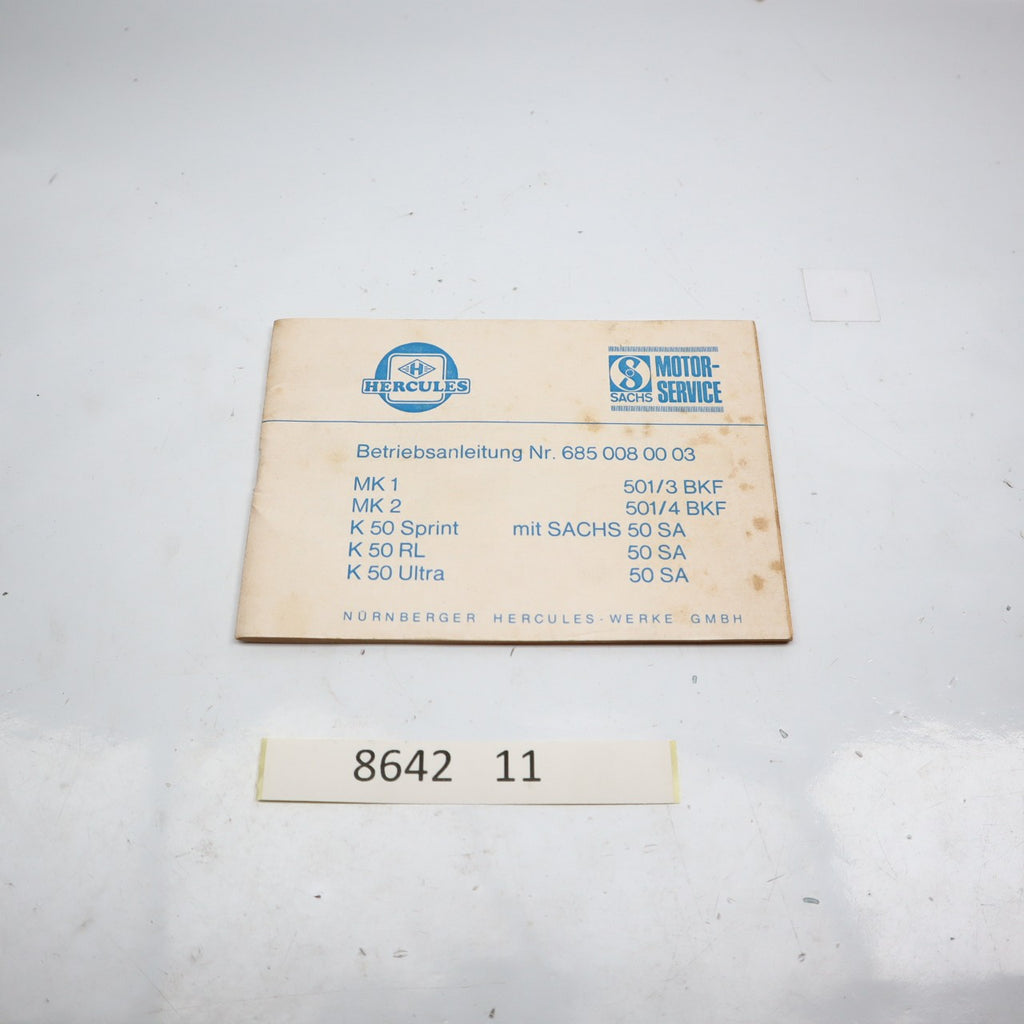 H
HERCULES
S
SACHS
MOTOR-
SERVICE
Betriebsanleitung Nr. 685 008 00 03
MK 1 501/3 BKF
MK 2 501/4 BKF
K 50 Sprint mit SACHS 50 SA
K 50 RL 50 SA
K 50 Ultra 50 SA
NÜRNBERGER HERCULES-WERKE GMBH
8642 11